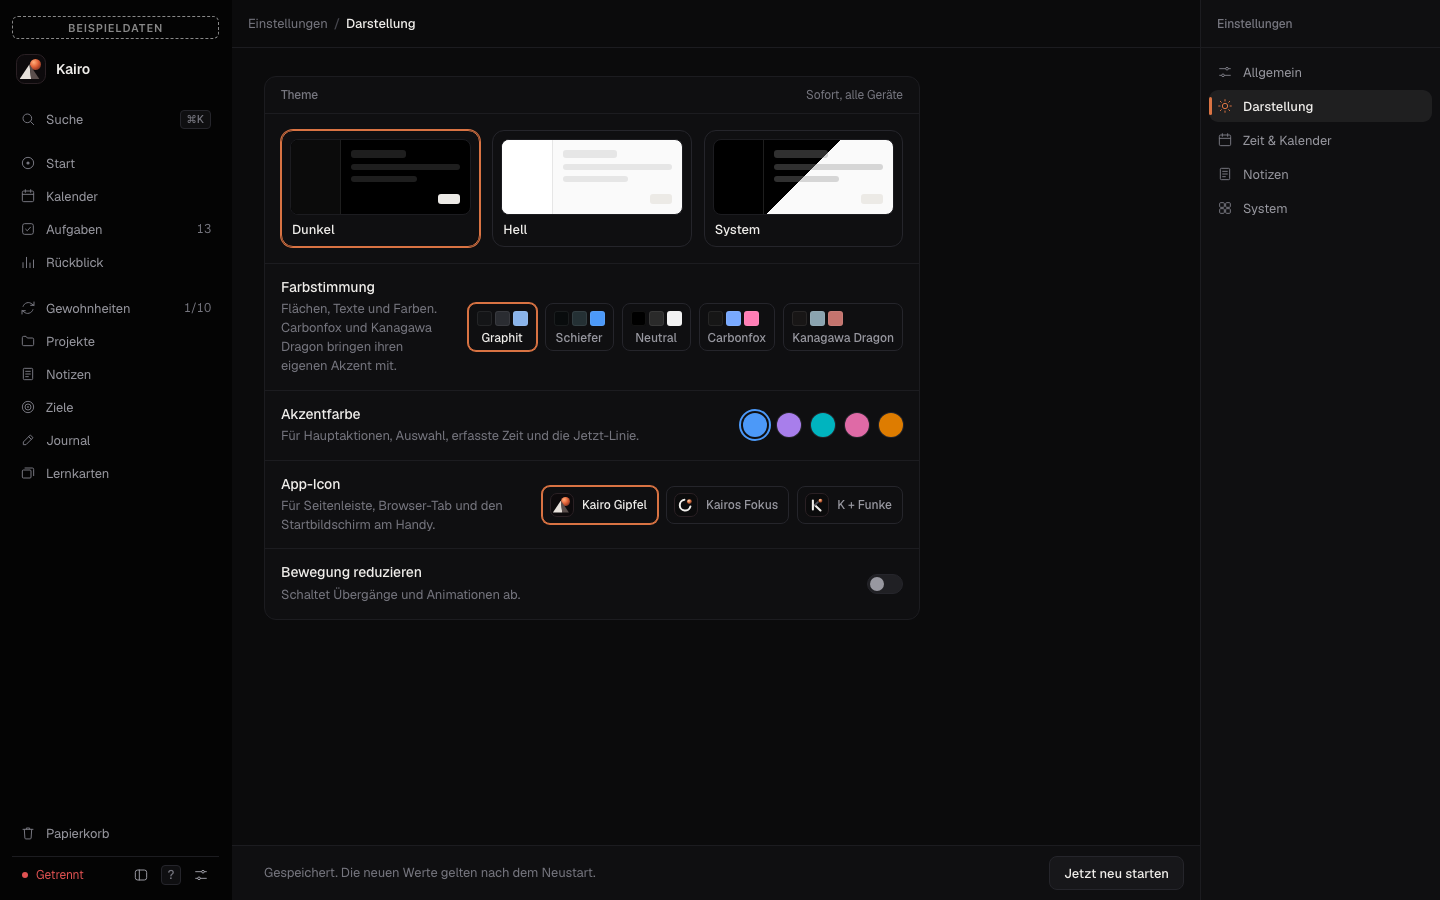 BEISPIELDATEN
Kairo
Suche ⌘K
Start
Kalender
Aufgaben 13
Rückblick
Gewohnheiten 1/10
Projekte
Notizen
Ziele
Journal
Lernkarten
Papierkorb
Getrennt ?
Einstellungen / Darstellung
Theme Sofort, alle Geräte
Dunkel Hell System
Farbstimmung
Flächen, Texte und Farben.
Carbonfox und Kanagawa
Dragon bringen ihren
eigenen Akzent mit.
Graphit Schiefer Neutral Carbonfox Kanagawa Dragon
Akzentfarbe
Für Hauptaktionen, Auswahl, erfasste Zeit und die Jetzt-Linie.
App-Icon
Für Seitenleiste, Browser-Tab und den
Startbildschirm am Handy.
Kairo Gipfel Kairos Fokus K + Funke
Bewegung reduzieren
Schaltet Übergänge und Animationen ab.
Gespeichert. Die neuen Werte gelten nach dem Neustart.
Jetzt neu starten
Einstellungen
Allgemein
Darstellung
Zeit & Kalender
Notizen
System